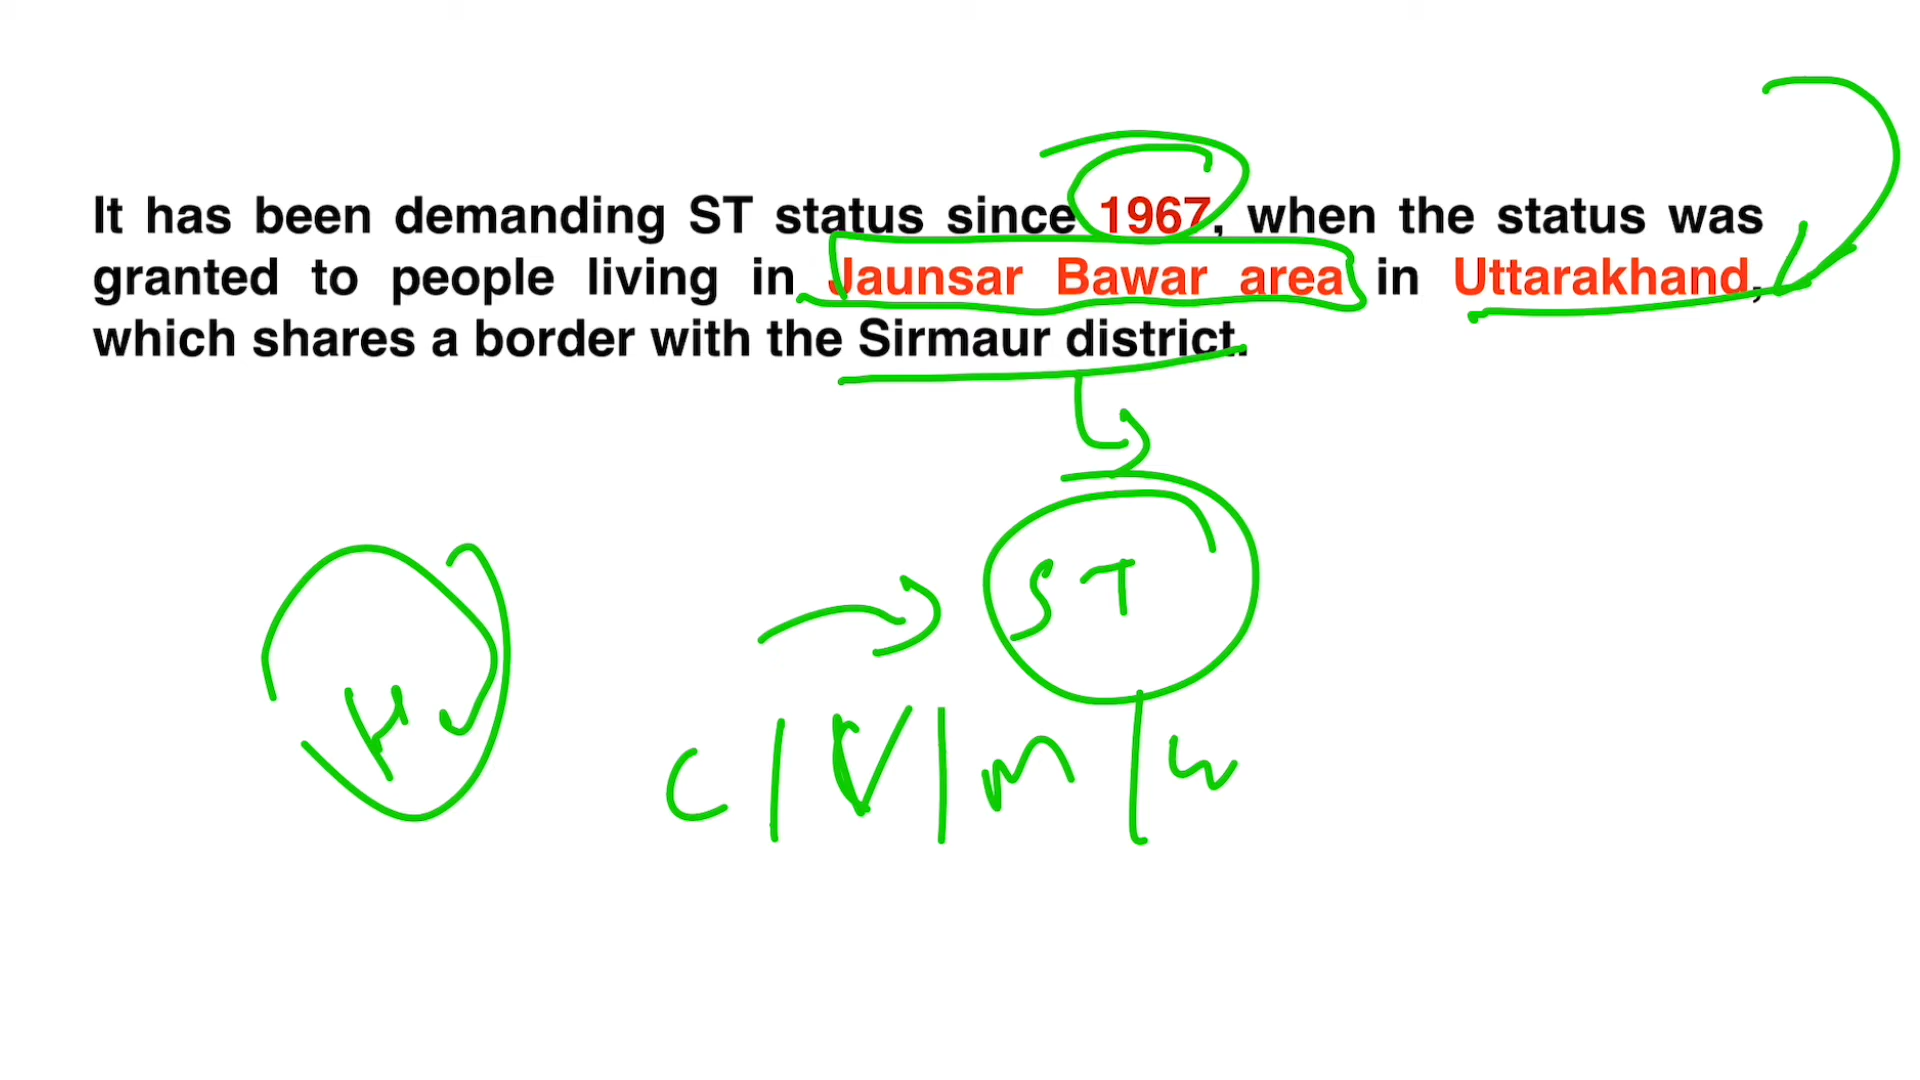 It has been demanding ST status since 1967, when the status was
granted to people living in Jaunsar Bawar area in Uttarakhand,
which shares a border with the Sirmaur district.
ST
C | V | m | w